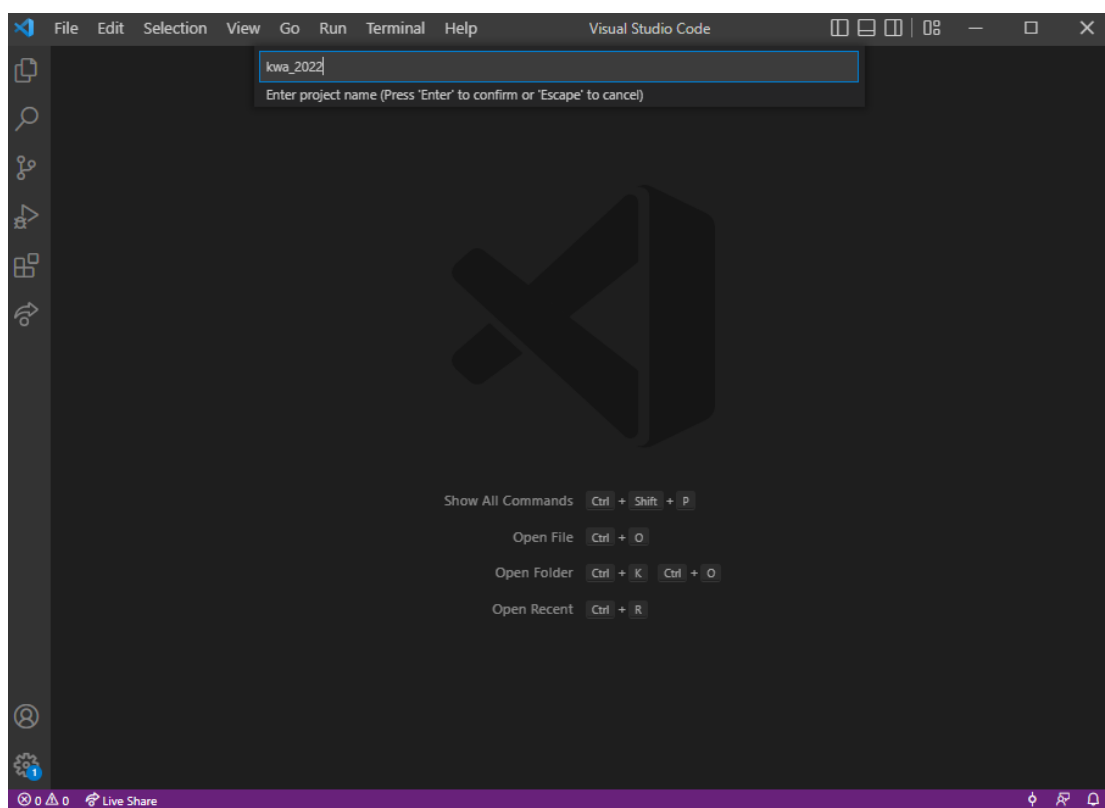 File Edit Selection View Go Run Terminal Help Visual Studio Code
kwa_2022
Enter project name (Press 'Enter' to confirm or 'Escape' to cancel)
Show All Commands Ctrl + Shift + P
Open File Ctrl + O
Open Folder Ctrl + K Ctrl + O
Open Recent Ctrl + R
1
0 0 Live Share